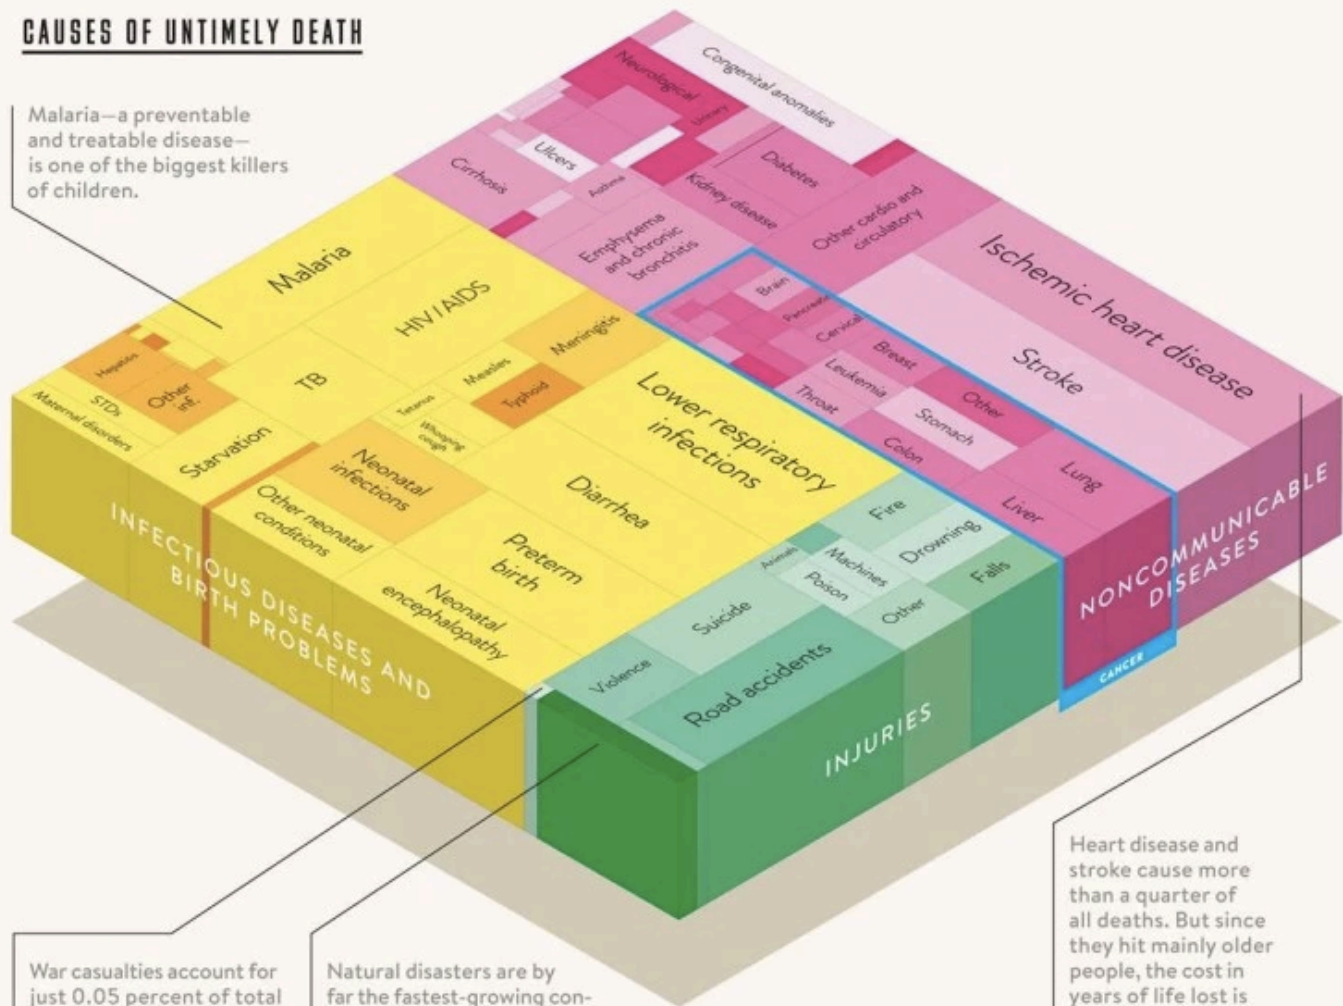 CAUSES OF UNTIMELY DEATH
Malaria—a preventable
and treatable disease—
is one of the biggest killers
of children.
Congenital anomalies
Neurological
Urinary
Ulcers
Cirrhosis
Asthma
Diabetes
Kidney disease
Other cardio and
circulatory
Emphysema
and chronic
bronchitis
Ischemic heart disease
Stroke
Brain
Pancreatic
Cervical
Breast
Leukemia
Other
Throat
Stomach
Colon
Lung
Liver
Malaria
HIV/AIDS
Meningitis
Measles
TB
Typhoid
Tetanus
Whooping
cough
Hepatitis
Other
inf.
STDs
Maternal disorders
Starvation
Lower respiratory
infections
Neonatal
infections
Diarrhea
Other neonatal
conditions
Preterm
birth
Neonatal
encephalopathy
Fire
Drowning
Machines
Animals
Poison
Falls
Suicide
Other
Violence
Road accidents
INFECTIOUS DISEASES AND
BIRTH PROBLEMS
INJURIES
NONCOMMUNICABLE
DISEASES
CANCER
War casualties account for
just 0.05 percent of total
Natural disasters are by
far the fastest-growing con-
Heart disease and
stroke cause more
than a quarter of
all deaths. But since
they hit mainly older
people, the cost in
years of life lost is